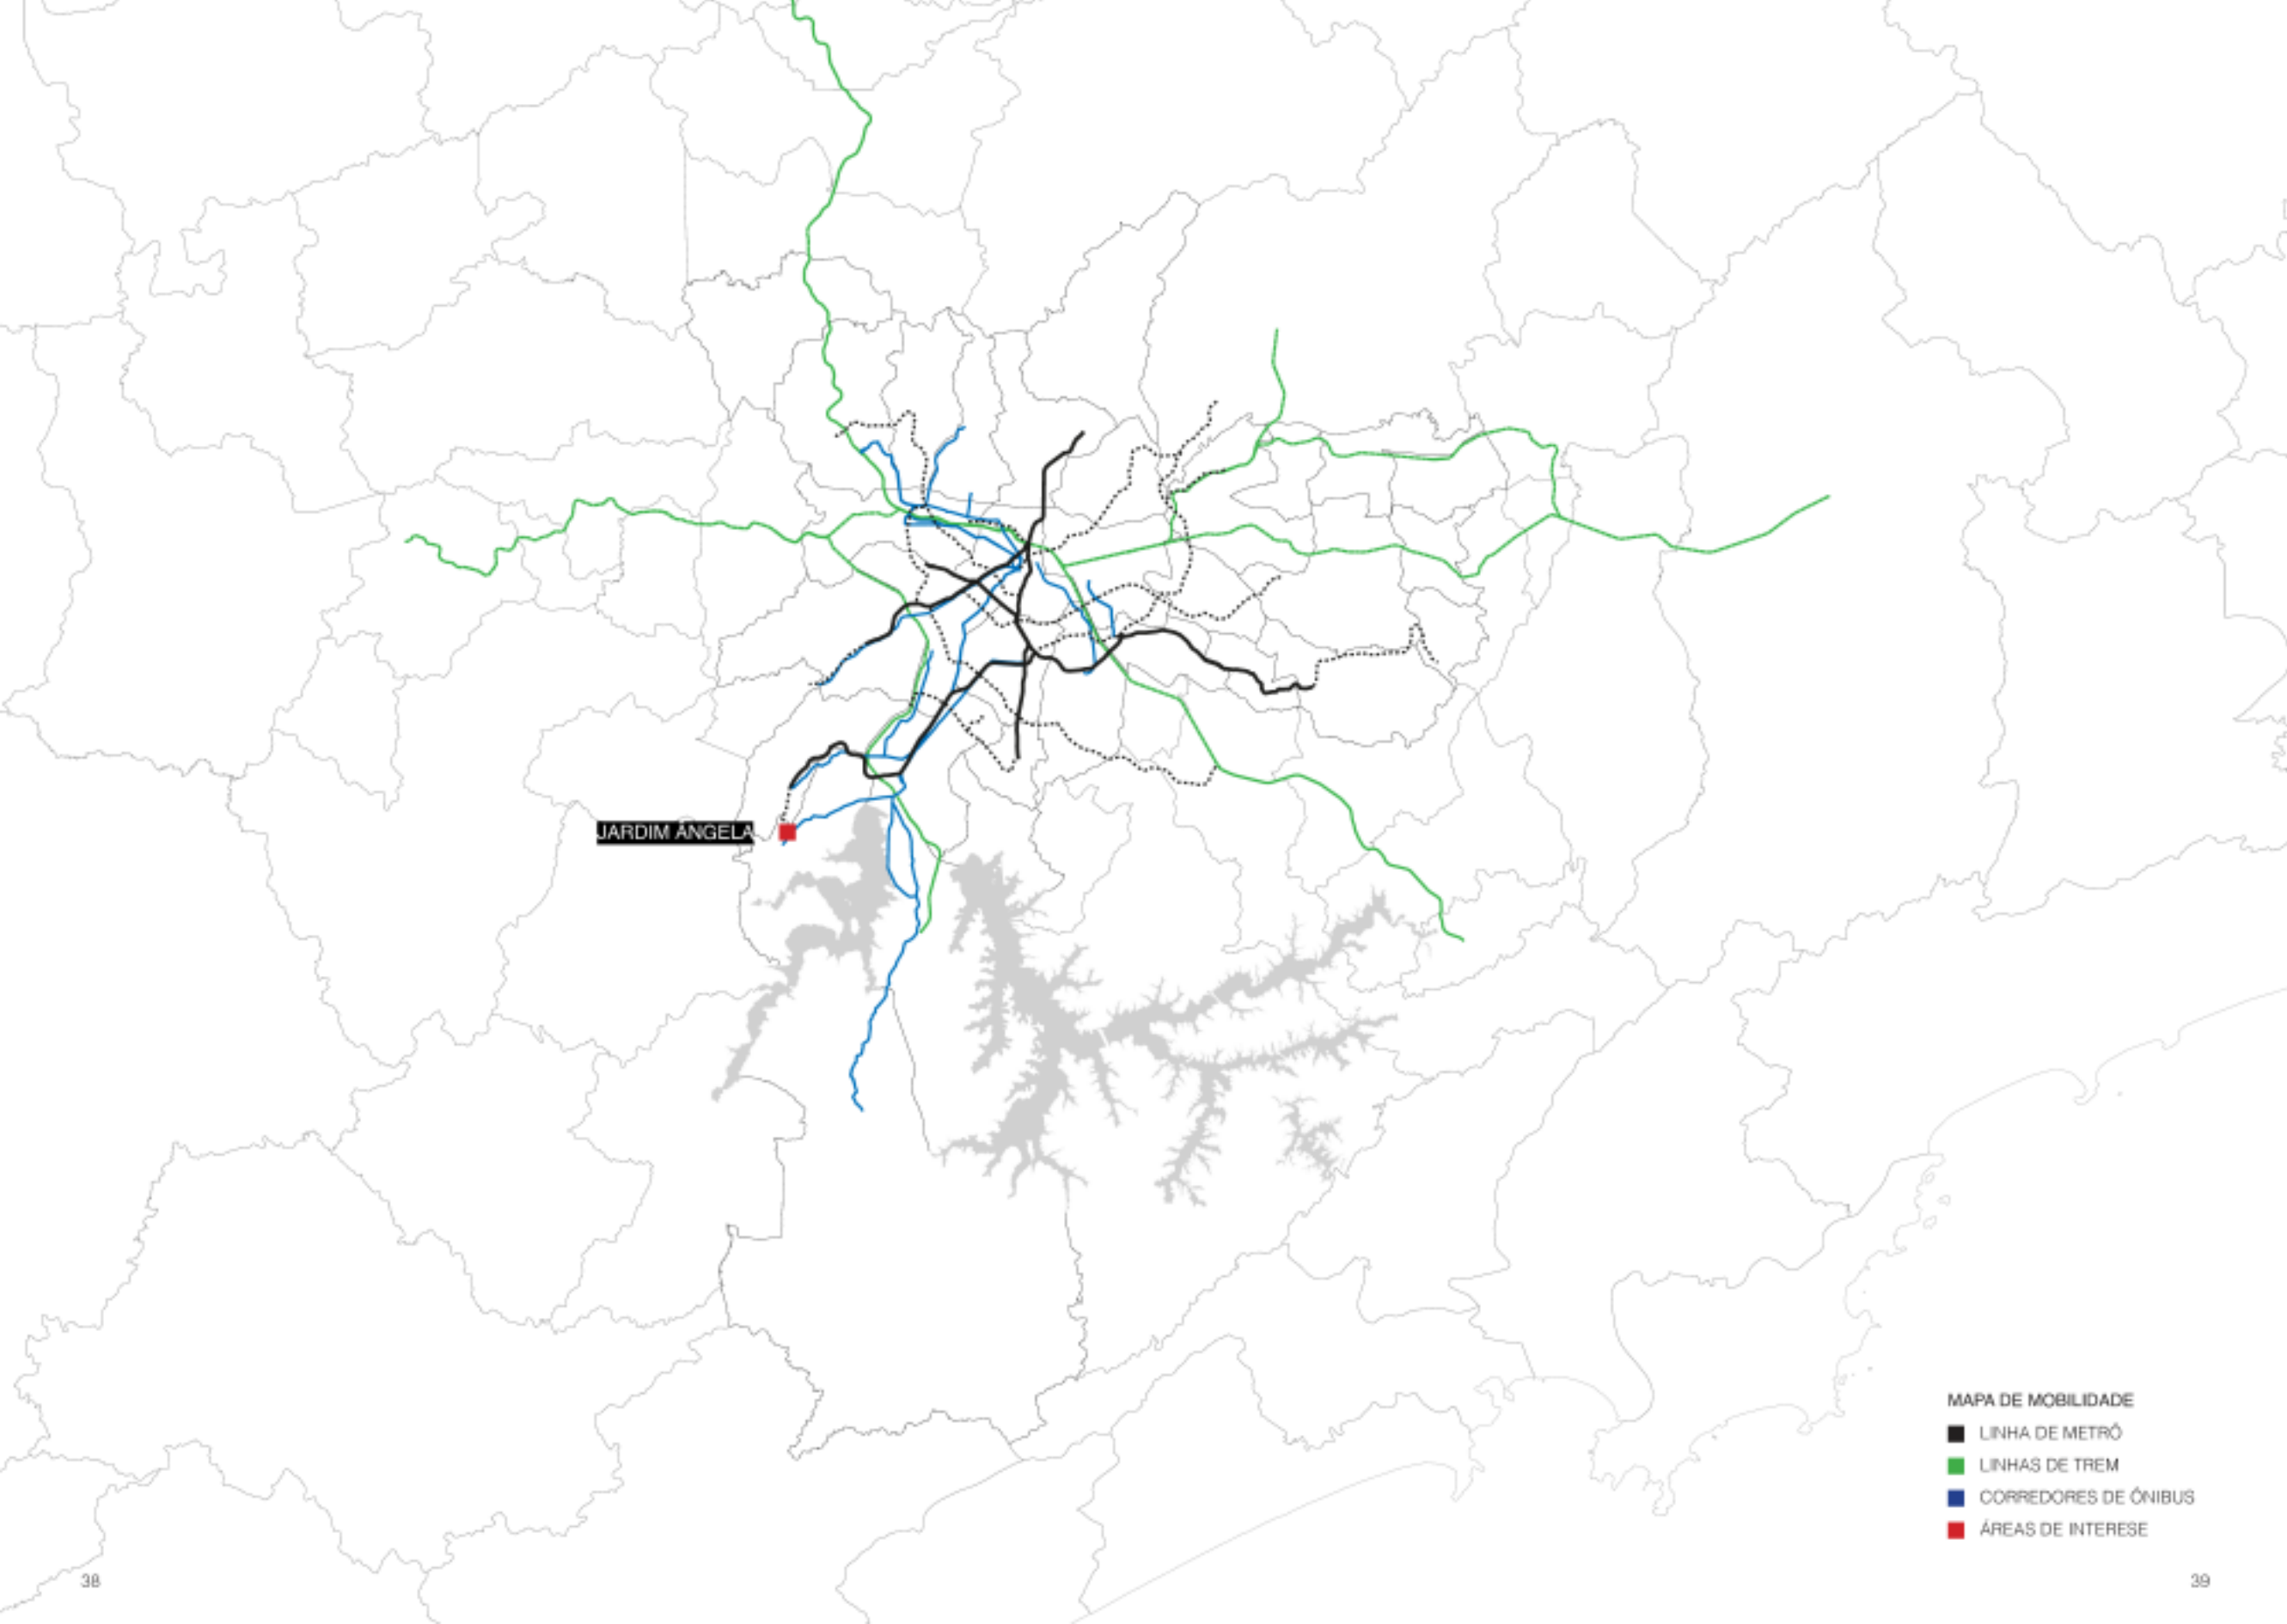 JARDIM ÂNGELA
MAPA DE MOBILIDADE
LINHA DE METRÔ
LINHAS DE TREM
CORREDORES DE ÔNIBUS
ÁREAS DE INTERESE
38
39